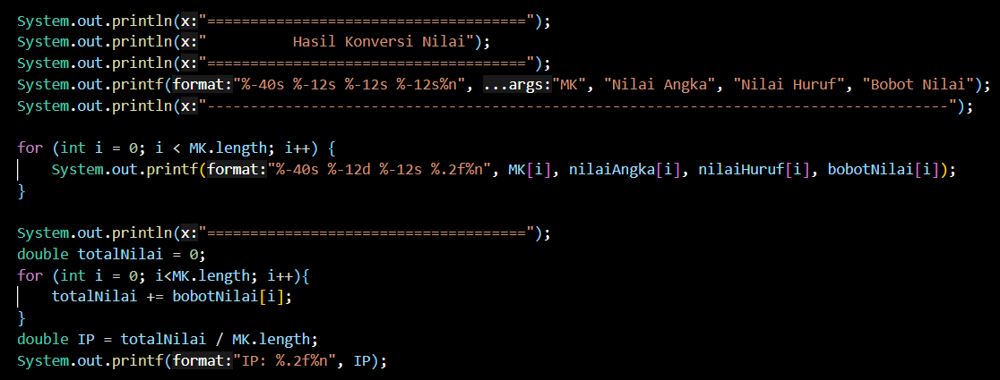 System.out.println(x:"=====================================");
System.out.println(x:"          Hasil Konversi Nilai");
System.out.println(x:"=====================================");
System.out.printf(format:"%-40s %-12s %-12s %-12s%n", ...args:"MK", "Nilai Angka", "Nilai Huruf", "Bobot Nilai");
System.out.println(x:"--------------------------------------------------------------------------------------");
for (int i = 0; i < MK.length; i++) {
System.out.printf(format:"%-40s %-12d %-12s %.2f%n", MK[i], nilaiAngka[i], nilaiHuruf[i], bobotNilai[i]);
}
System.out.println(x:"=====================================");
double totalNilai = 0;
for (int i = 0; i<MK.length; i++){
totalNilai += bobotNilai[i];
}
double IP = totalNilai / MK.length;
System.out.printf(format:"IP: %.2f%n", IP);